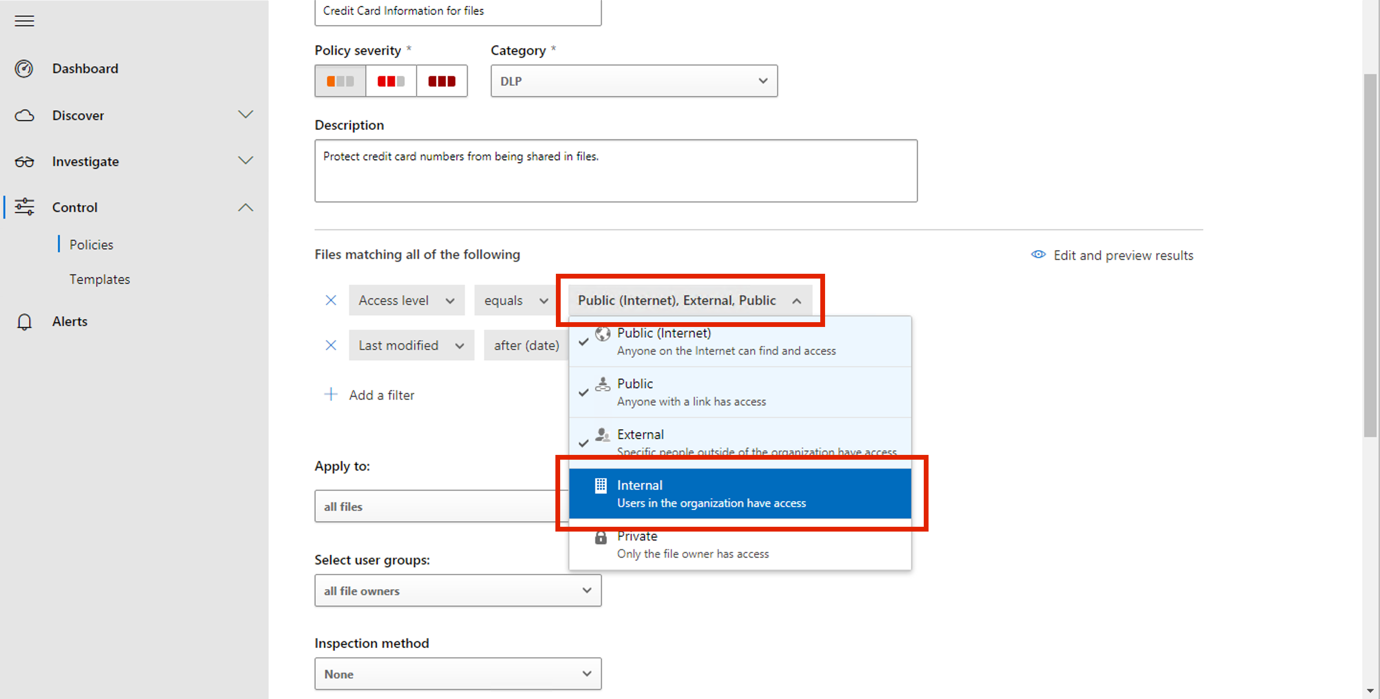 Credit Card Information for files
Dashboard
Discover
Investigate
Control
Policies
Templates
Alerts
Policy severity *
Category *
DLP
Description
Protect credit card numbers from being shared in files.
Files matching all of the following
Edit and preview results
Access level equals Public (Internet), External, Public
Last modified after (date)
Add a filter
Public (Internet)
Anyone on the Internet can find and access
Public
Anyone with a link has access
External
Specific people outside of the organization have access
Internal
Users in the organization have access
Private
Only the file owner has access
Apply to:
all files
Select user groups:
all file owners
Inspection method
None